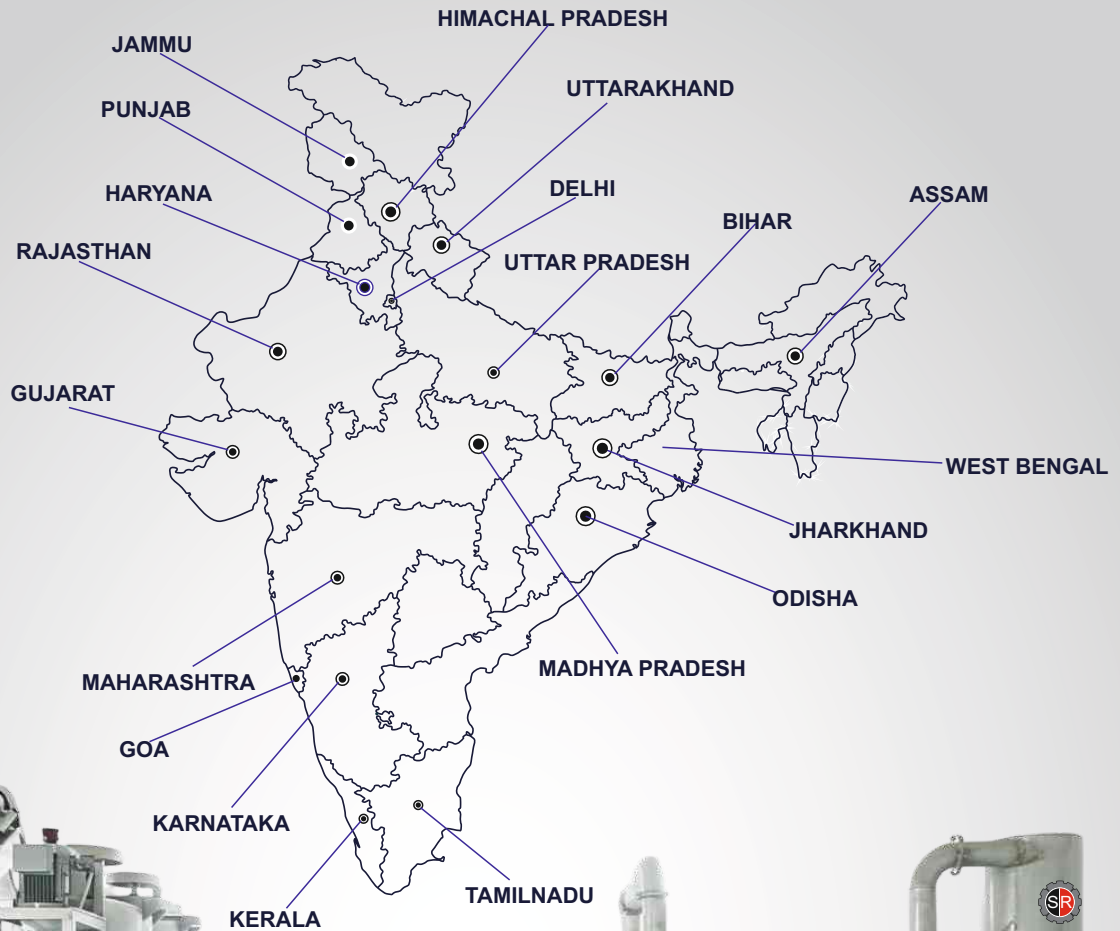 HIMACHAL PRADESH
JAMMU
UTTARAKHAND
PUNJAB
DELHI
HARYANA
ASSAM
BIHAR
RAJASTHAN
UTTAR PRADESH
GUJARAT
WEST BENGAL
JHARKHAND
ODISHA
MADHYA PRADESH
MAHARASHTRA
GOA
KARNATAKA
TAMILNADU
KERALA
SR